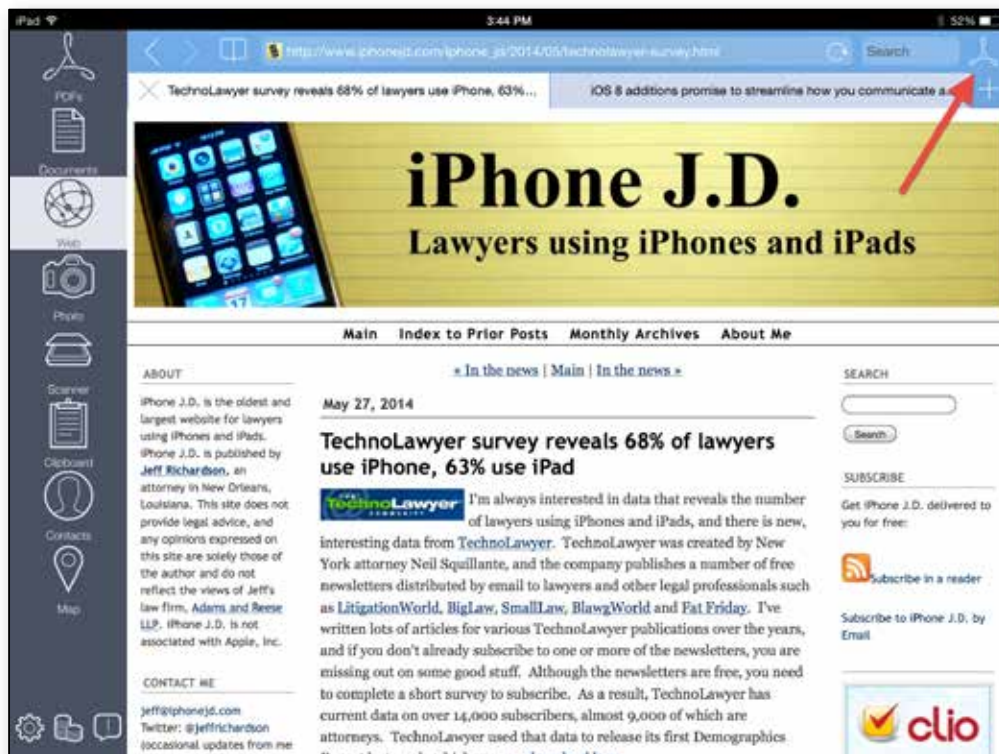 iPad
3:44 PM
52%
PDFs
Documents
Web
Photo
Scanner
Clipboard
Contacts
Map
http://www.iphonejd.com/iphone_jd/2014/05/technolawyer-survey.html
Search
TechnoLawyer survey reveals 68% of lawyers use iPhone, 63%...
iOS 8 additions promise to streamline how you communicate a...
iPhone J.D.
Lawyers using iPhones and iPads
17
Main Index to Prior Posts Monthly Archives About Me
ABOUT
iPhone J.D. is the oldest and
largest website for lawyers
using iPhones and iPads.
iPhone J.D. is published by
Jeff Richardson, an
attorney in New Orleans,
Louisiana. This site does not
provide legal advice, and
any opinions expressed on
this site are solely those of
the author and do not
reflect the views of Jeff's
law firm, Adams and Reese
LLP. iPhone J.D. is not
associated with Apple, Inc.
CONTACT ME
jeff@iphonejd.com
Twitter: @jeffrichardson
(occasional updates from me
« In the news | Main | In the news »
May 27, 2014
TechnoLawyer survey reveals 68% of lawyers
use iPhone, 63% use iPad
TechnoLawyer
COMMUNITY
I'm always interested in data that reveals the number
of lawyers using iPhones and iPads, and there is new,
interesting data from TechnoLawyer. TechnoLawyer was created by New
York attorney Neil Squillante, and the company publishes a number of free
newsletters distributed by email to lawyers and other legal professionals such
as LitigationWorld, BigLaw, SmallLaw, BlawgWorld and Fat Friday. I've
written lots of articles for various TechnoLawyer publications over the years,
and if you don't already subscribe to one or more of the newsletters, you are
missing out on some good stuff. Although the newsletters are free, you need
to complete a short survey to subscribe. As a result, TechnoLawyer has
current data on over 14,000 subscribers, almost 9,000 of which are
attorneys. TechnoLawyer used that data to release its first Demographics
SEARCH
Search
SUBSCRIBE
Get iPhone J.D. delivered to
you for free:
Subscribe in a reader
Subscribe to iPhone J.D. by
Email
clio